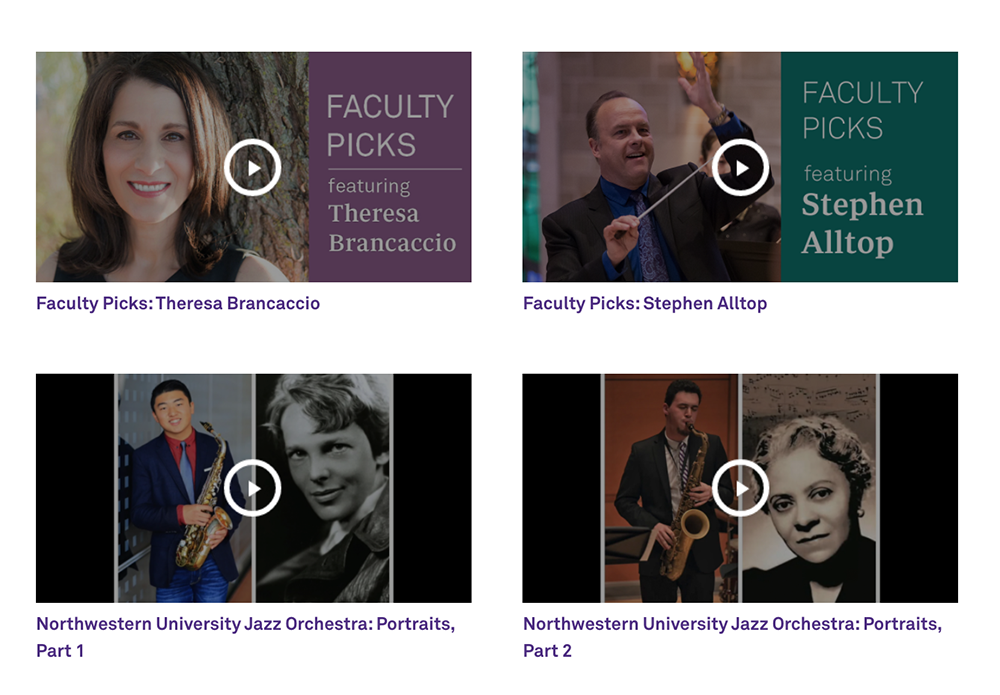 FACULTY
PICKS
featuring
Theresa
Brancaccio
Faculty Picks: Theresa Brancaccio
FACULTY
PICKS
featuring
Stephen
Alltop
Faculty Picks: Stephen Alltop
Northwestern University Jazz Orchestra: Portraits,
Part 1
Northwestern University Jazz Orchestra: Portraits,
Part 2